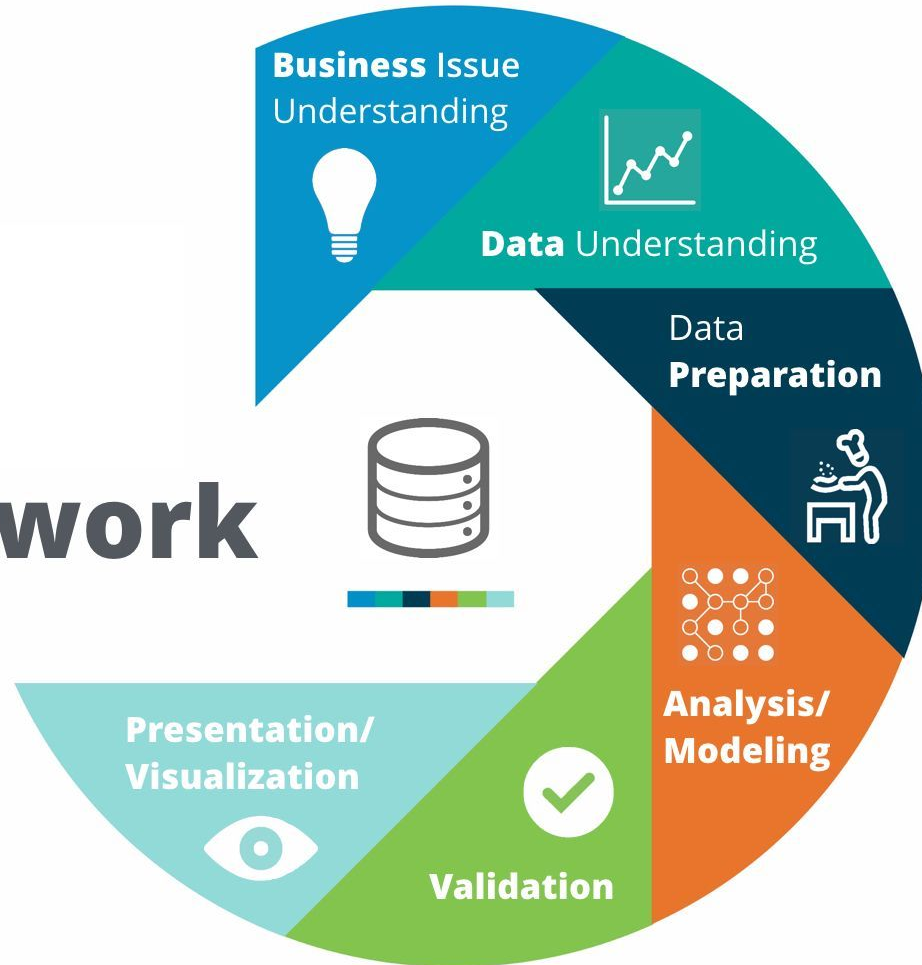 Business Issue
Understanding
Data Understanding
Data
Preparation
work
Analysis/
Modeling
Presentation/
Visualization
Validation